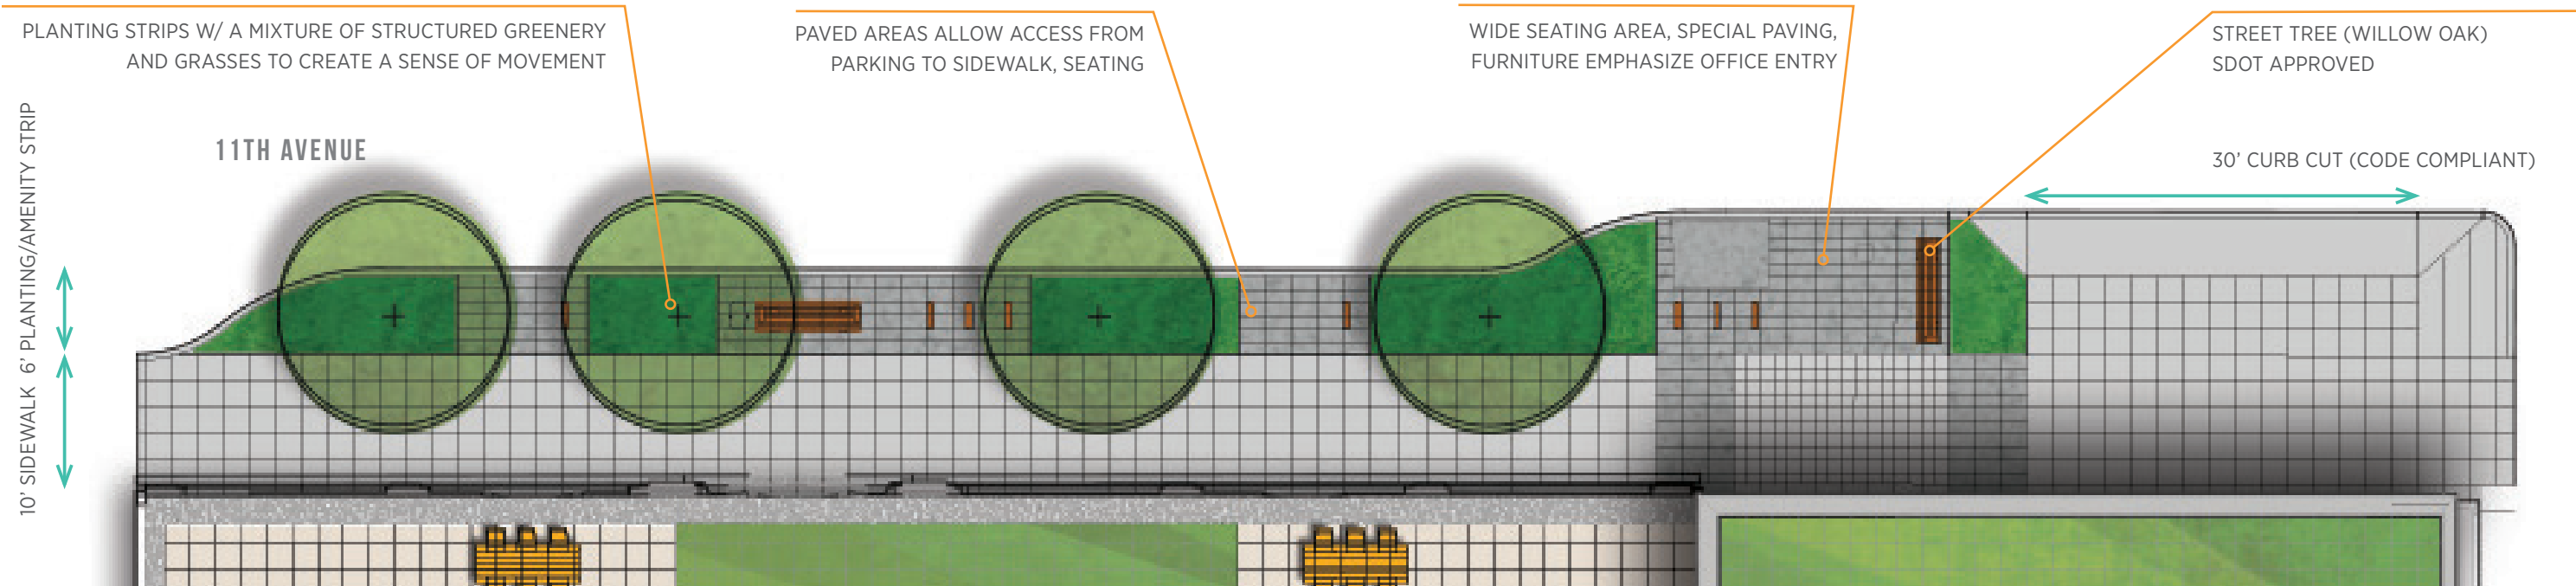 PLANTING STRIPS W/ A MIXTURE OF STRUCTURED GREENERY
AND GRASSES TO CREATE A SENSE OF MOVEMENT
PAVED AREAS ALLOW ACCESS FROM
PARKING TO SIDEWALK, SEATING
WIDE SEATING AREA, SPECIAL PAVING,
FURNITURE EMPHASIZE OFFICE ENTRY
STREET TREE (WILLOW OAK)
SDOT APPROVED
11TH AVENUE
30’ CURB CUT (CODE COMPLIANT)
10’ SIDEWALK 6’ PLANTING/AMENITY STRIP